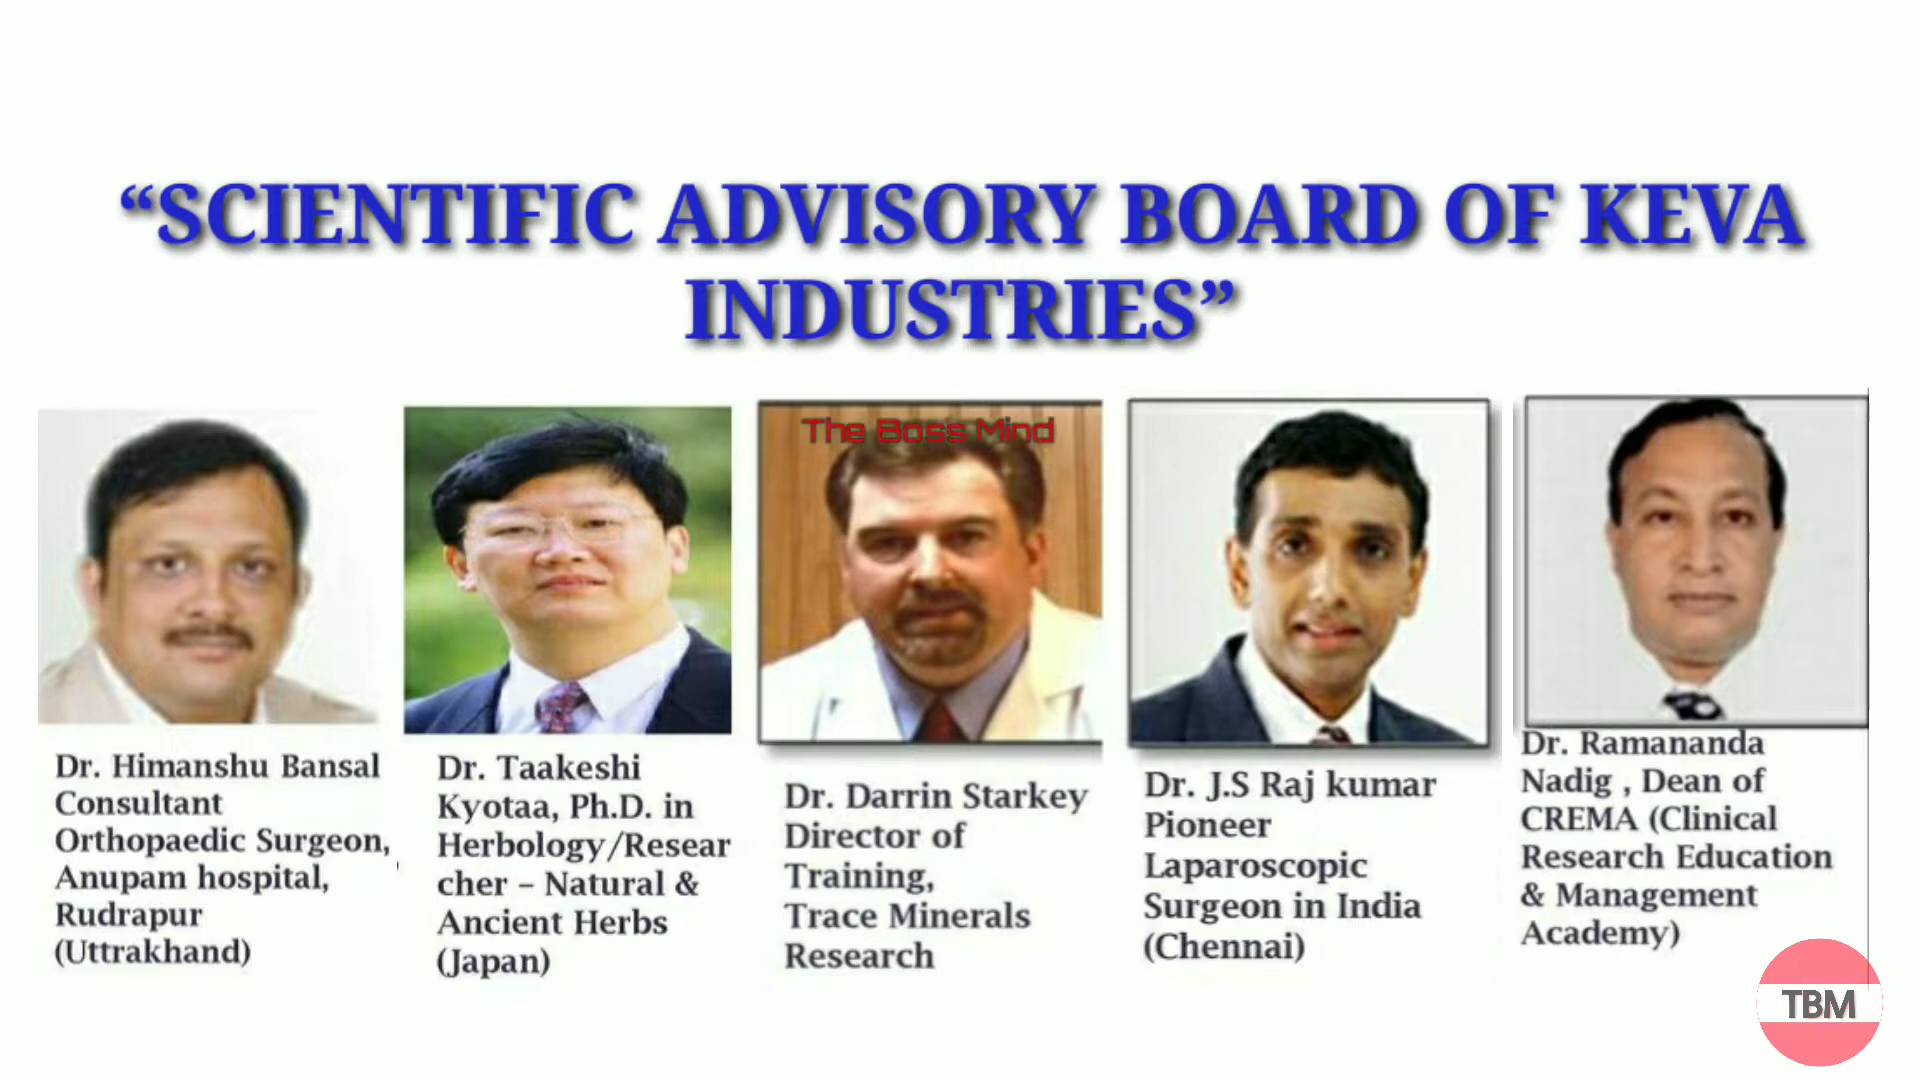 “SCIENTIFIC ADVISORY BOARD OF KEVA
INDUSTRIES”
The Boss Mind
Dr. Himanshu Bansal
Consultant
Orthopaedic Surgeon,
Anupam hospital,
Rudrapur
(Uttrakhand)
Dr. Taakeshi
Kyotaa, Ph.D. in
Herbology/Resear
cher – Natural &
Ancient Herbs
(Japan)
Dr. Darrin Starkey
Director of
Training,
Trace Minerals
Research
Dr. J.S Raj kumar
Pioneer
Laparoscopic
Surgeon in India
(Chennai)
Dr. Ramananda
Nadig , Dean of
CREMA (Clinical
Research Education
& Management
Academy)
TBM